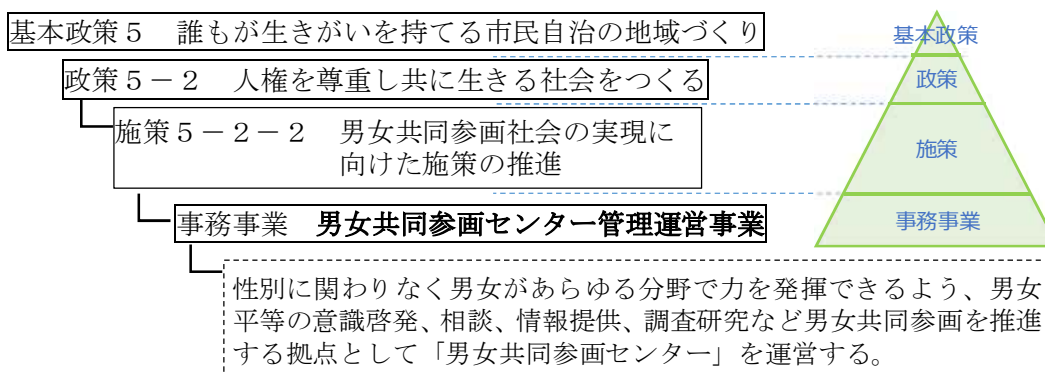 基本政策５　誰もが生きがいを持てる市民自治の地域づくり
政策５－２　人権を尊重し共に生きる社会をつくる
施策５－２－２　男女共同参画社会の実現に
向けた施策の推進
事務事業　男女共同参画センター管理運営事業
性別に関わりなく男女があらゆる分野で力を発揮できるよう、男女
平等の意識啓発、相談、情報提供、調査研究など男女共同参画を推進
する拠点として「男女共同参画センター」を運営する。
基本政策
政策
施策
事務事業